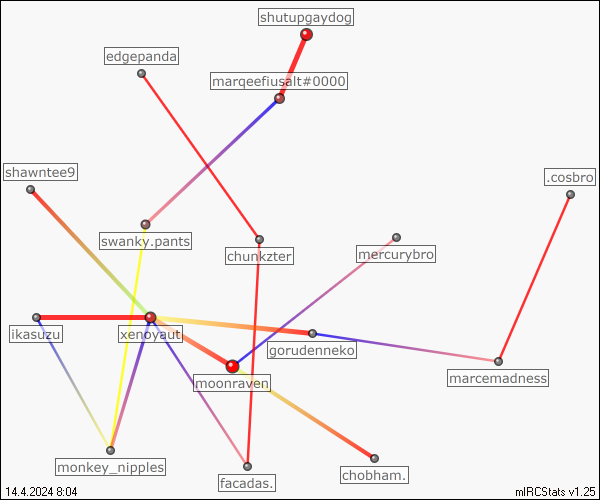 shutupgaydog
edgepanda
marqeefiusalt#0000
shawntee9
.cosbro
swanky.pants
chunkzter
mercurybro
ikasuzu
xenoyaut
gorudenneko
moonraven
marcemadness
monkey_nipples
facadas.
chobham.
14.4.2024 8:04
mIRCStats v1.25